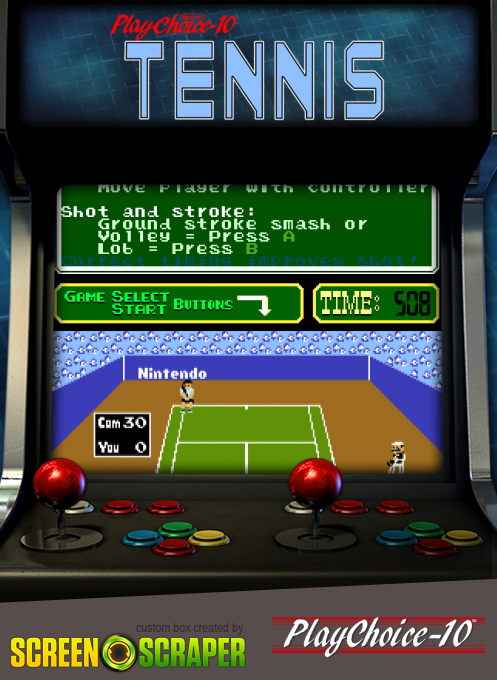 PlayChoice-10
TENNIS
Move Player with controller
Shot and stroke:
Ground stroke smash or
Volley = Press A
Lob = Press B
Correct timing improves shot!
GAME SELECT
START BUTTONS
TIME: 508
Nintendo
Com 30
You 0
custom box created by
SCREEN SCRAPER
PlayChoice-10™